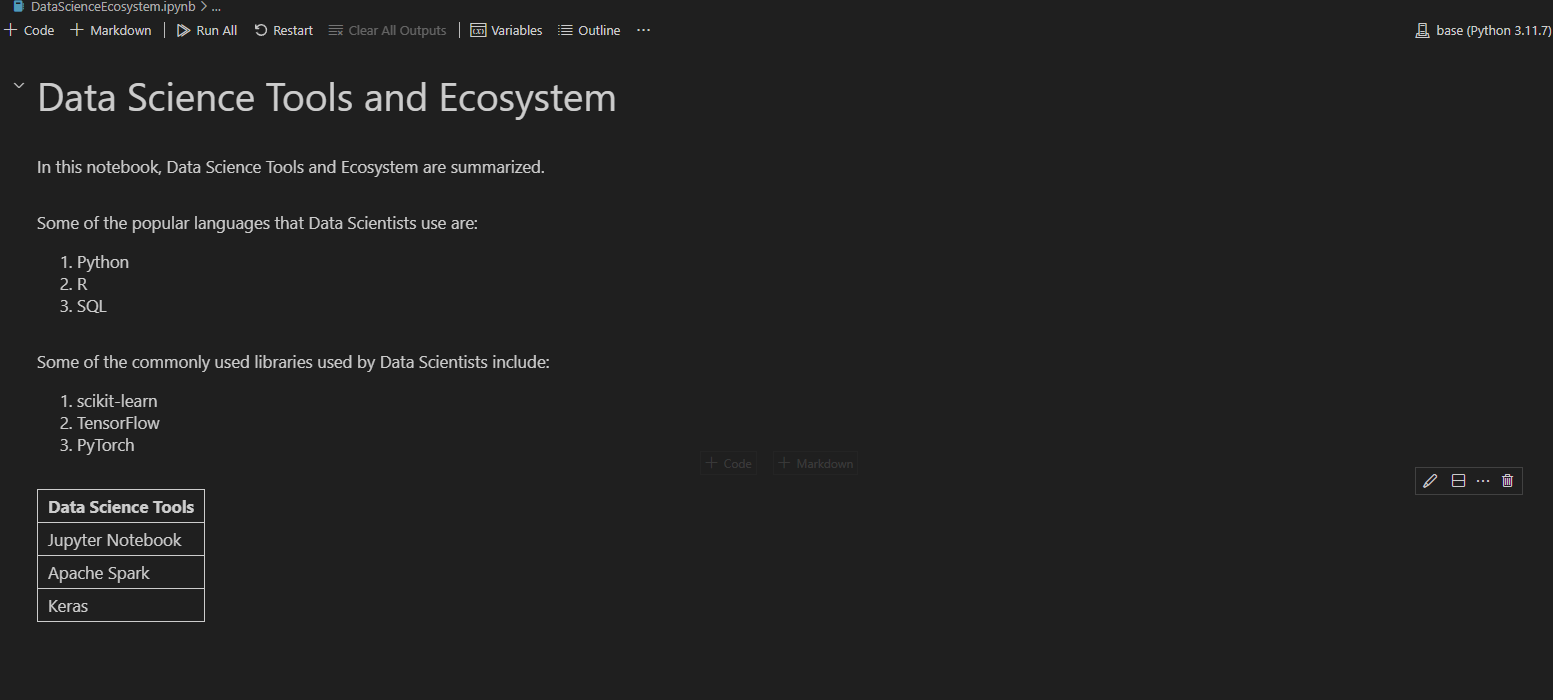 DataScienceEcosystem.ipynb > ...
+ Code + Markdown | Run All Restart Clear All Outputs | Variables Outline ... base (Python 3.11.7)
Data Science Tools and Ecosystem
In this notebook, Data Science Tools and Ecosystem are summarized.
Some of the popular languages that Data Scientists use are:
1. Python
2. R
3. SQL
Some of the commonly used libraries used by Data Scientists include:
1. scikit-learn
2. TensorFlow
3. PyTorch
+ Code + Markdown
Data Science Tools
Jupyter Notebook
Apache Spark
Keras